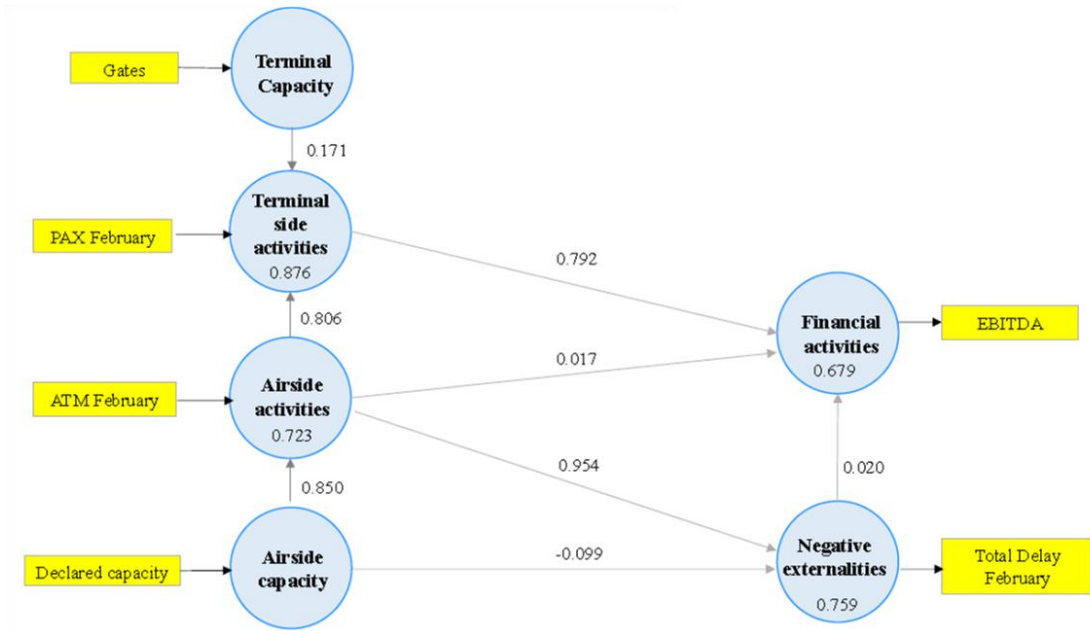 Gates
Terminal
Capacity
0.171
PAX February
Terminal
side
activities
0.876
0.792
0.806
Financial
activities
0.679
EBITDA
0.017
ATM February
Airside
activities
0.723
0.954
0.020
0.850
Declared capacity
Airside
capacity
-0.099
Negative
externalities
0.759
Total Delay
February